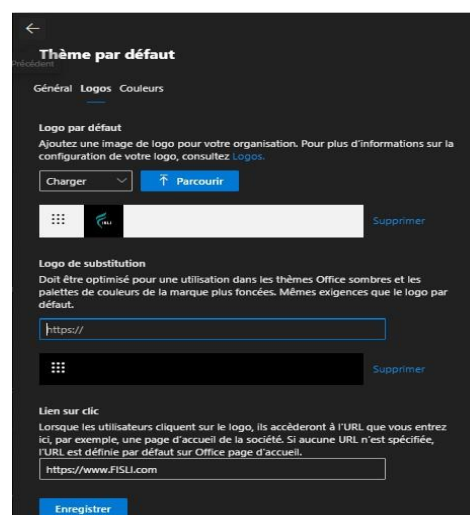 Thème par défaut
Précédent
Général Logos Couleurs
Logo par défaut
Ajoutez une image de logo pour votre organisation. Pour plus d'informations sur la
configuration de votre logo, consultez Logos.
Charger
Parcourir
FISLI
Supprimer
Logo de substitution
Doit être optimisé pour une utilisation dans les thèmes Office sombres et les
palettes de couleurs de la marque plus foncées. Mêmes exigences que le logo par
défaut.
https://
Supprimer
Lien sur clic
Lorsque les utilisateurs cliquent sur le logo, ils accèderont à l'URL que vous entrez
ici, par exemple, une page d'accueil de la société. Si aucune URL n'est spécifiée,
l'URL est définie par défaut sur Office page d'accueil.
https://www.FISLI.com
Enregistrer